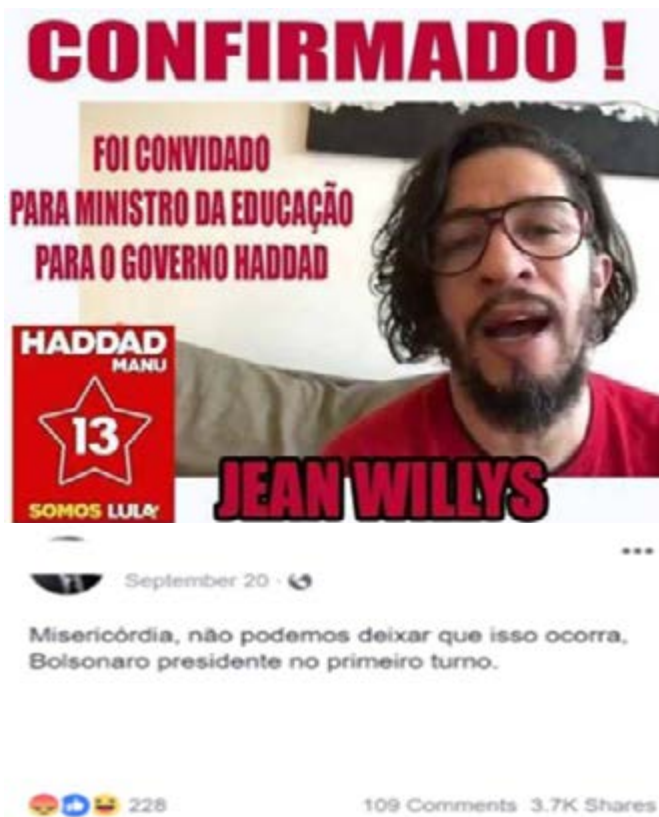 CONFIRMADO !
FOI CONVIDADO
PARA MINISTRO DA EDUCAÇÃO
PARA O GOVERNO HADDAD
HADDAD
MANU
13
SOMOS LULA
JEAN WILLYS
September 20
Misericórdia, não podemos deixar que isso ocorra,
Bolsonaro presidente no primeiro turno.
228
109 Comments 3.7K Shares